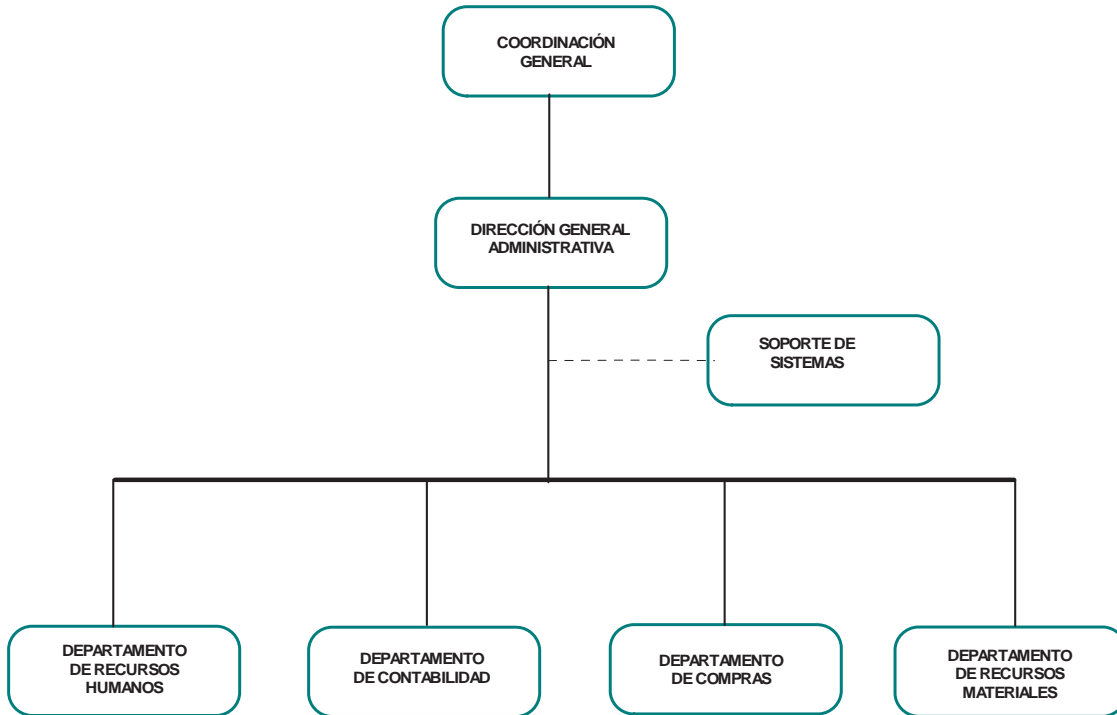 COORDINACIÓN
GENERAL
DIRECCIÓN GENERAL
ADMINISTRATIVA
SOPORTE DE
SISTEMAS
DEPARTAMENTO
DE RECURSOS
HUMANOS
DEPARTAMENTO
DE CONTABILIDAD
DEPARTAMENTO
DE COMPRAS
DEPARTAMENTO
DE RECURSOS
MATERIALES